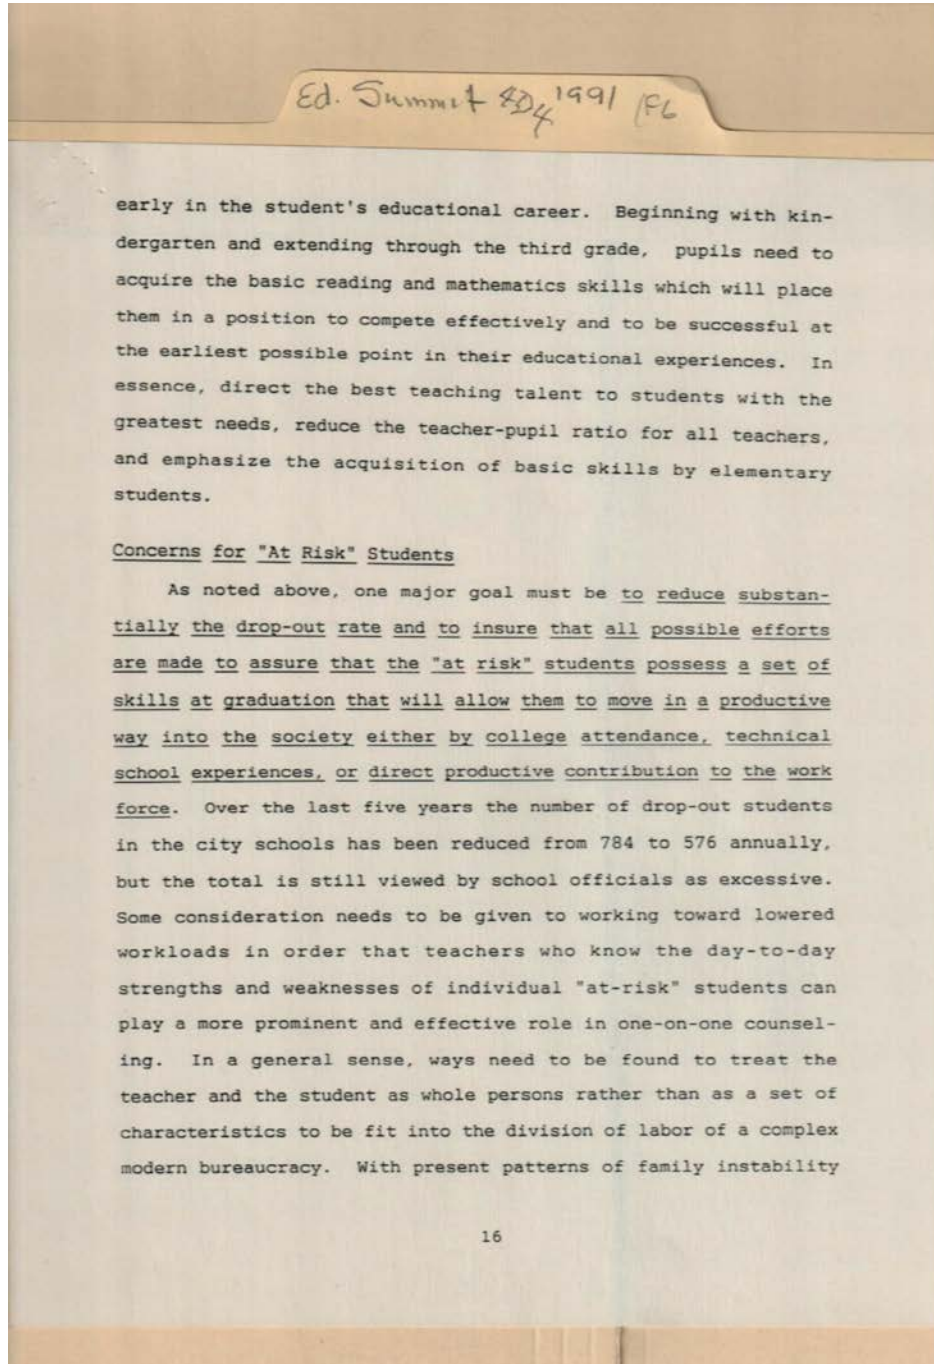 Ed. Summit 1991
early in the student's educational career.  Beginning with kin-
dergarten and extending through the third grade,  pupils need to
acquire the basic reading and mathematics skills which will place
them in a position to compete effectively and to be successful at
the earliest possible point in their educational experiences.  In
essence, direct the best teaching talent to students with the
greatest needs, reduce the teacher-pupil ratio for all teachers,
and emphasize the acquisition of basic skills by elementary
students.
Concerns for "At Risk" Students
As noted above, one major goal must be to reduce substan-
tially the drop-out rate and to insure that all possible efforts
are made to assure that the "at risk" students possess a set of
skills at graduation that will allow them to move in a productive
way into the society either by college attendance, technical
school experiences, or direct productive contribution to the work
force.  Over the last five years the number of drop-out students
in the city schools has been reduced from 784 to 576 annually,
but the total is still viewed by school officials as excessive.
Some consideration needs to be given to working toward lowered
workloads in order that teachers who know the day-to-day
strengths and weaknesses of individual "at-risk" students can
play a more prominent and effective role in one-on-one counsel-
ing.  In a general sense, ways need to be found to treat the
teacher and the student as whole persons rather than as a set of
characteristics to be fit into the division of labor of a complex
modern bureaucracy.  With present patterns of family instability
16